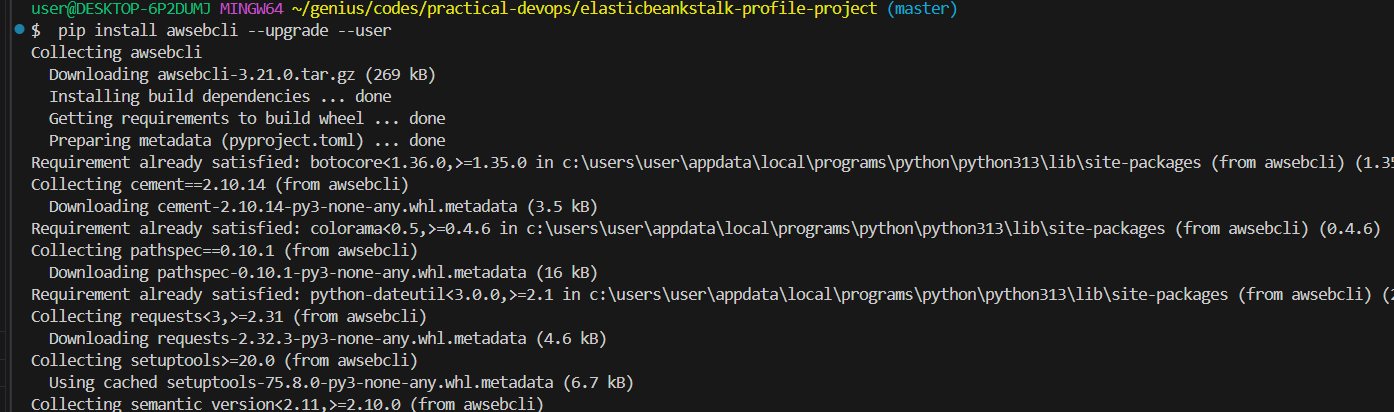 user@DESKTOP-6P2DUMJ MINGW64 ~/genius/codes/practical-devops/elasticbeankstalk-profile-project (master)
$  pip install awsebcli --upgrade --user
Collecting awsebcli
  Downloading awsebcli-3.21.0.tar.gz (269 kB)
  Installing build dependencies ... done
  Getting requirements to build wheel ... done
  Preparing metadata (pyproject.toml) ... done
Requirement already satisfied: botocore<1.36.0,>=1.35.0 in c:\users\user\appdata\local\programs\python\python313\lib\site-packages (from awsebcli) (1.35
Collecting cement==2.10.14 (from awsebcli)
  Downloading cement-2.10.14-py3-none-any.whl.metadata (3.5 kB)
Requirement already satisfied: colorama<0.5,>=0.4.6 in c:\users\user\appdata\local\programs\python\python313\lib\site-packages (from awsebcli) (0.4.6)
Collecting pathspec==0.10.1 (from awsebcli)
  Downloading pathspec-0.10.1-py3-none-any.whl.metadata (16 kB)
Requirement already satisfied: python-dateutil<3.0.0,>=2.1 in c:\users\user\appdata\local\programs\python\python313\lib\site-packages (from awsebcli) (2
Collecting requests<3,>=2.31 (from awsebcli)
  Downloading requests-2.32.3-py3-none-any.whl.metadata (4.6 kB)
Collecting setuptools>=20.0 (from awsebcli)
  Using cached setuptools-75.8.0-py3-none-any.whl.metadata (6.7 kB)
Collecting semantic_version<2.11,>=2.10.0 (from awsebcli)